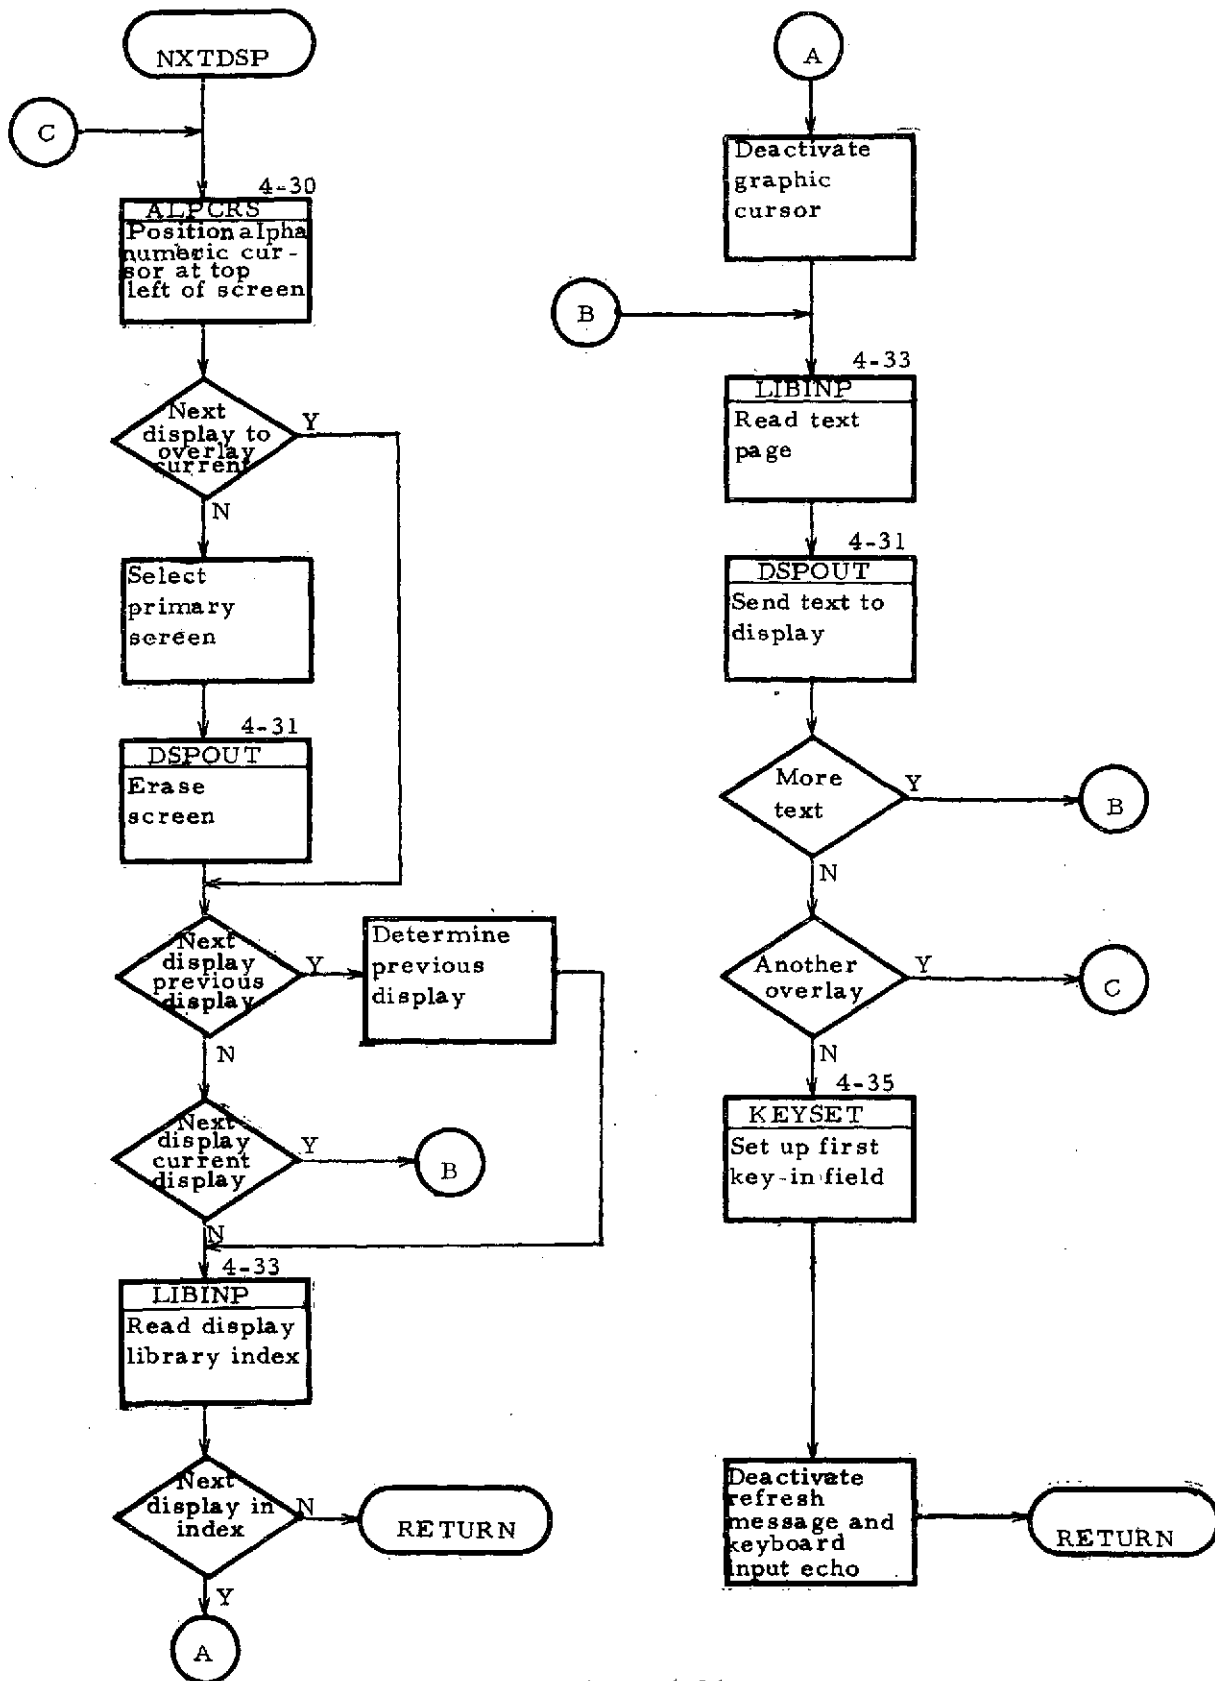 NXTDSP
C
4-30
ALPCRS
Position alpha
numeric cur-
sor at top
left of screen
Next
display to
overlay
current
Y
N
Select
primary
screen
4-31
DSPOUT
Erase
screen
Next
display
previous
display
Y
Determine
previous
display
N
Next
display
current
display
Y
B
N
4-33
LIBINP
Read display
library index
Next
display in
index
N
RETURN
Y
A
A
Deactivate
graphic
cursor
B
4-33
LIBINP
Read text
page
4-31
DSPOUT
Send text to
display
More
text
Y
B
N
Another
overlay
Y
C
N
4-35
KEYSET
Set up first
key-in field
Deactivate
refresh
message and
keyboard
input echo
RETURN